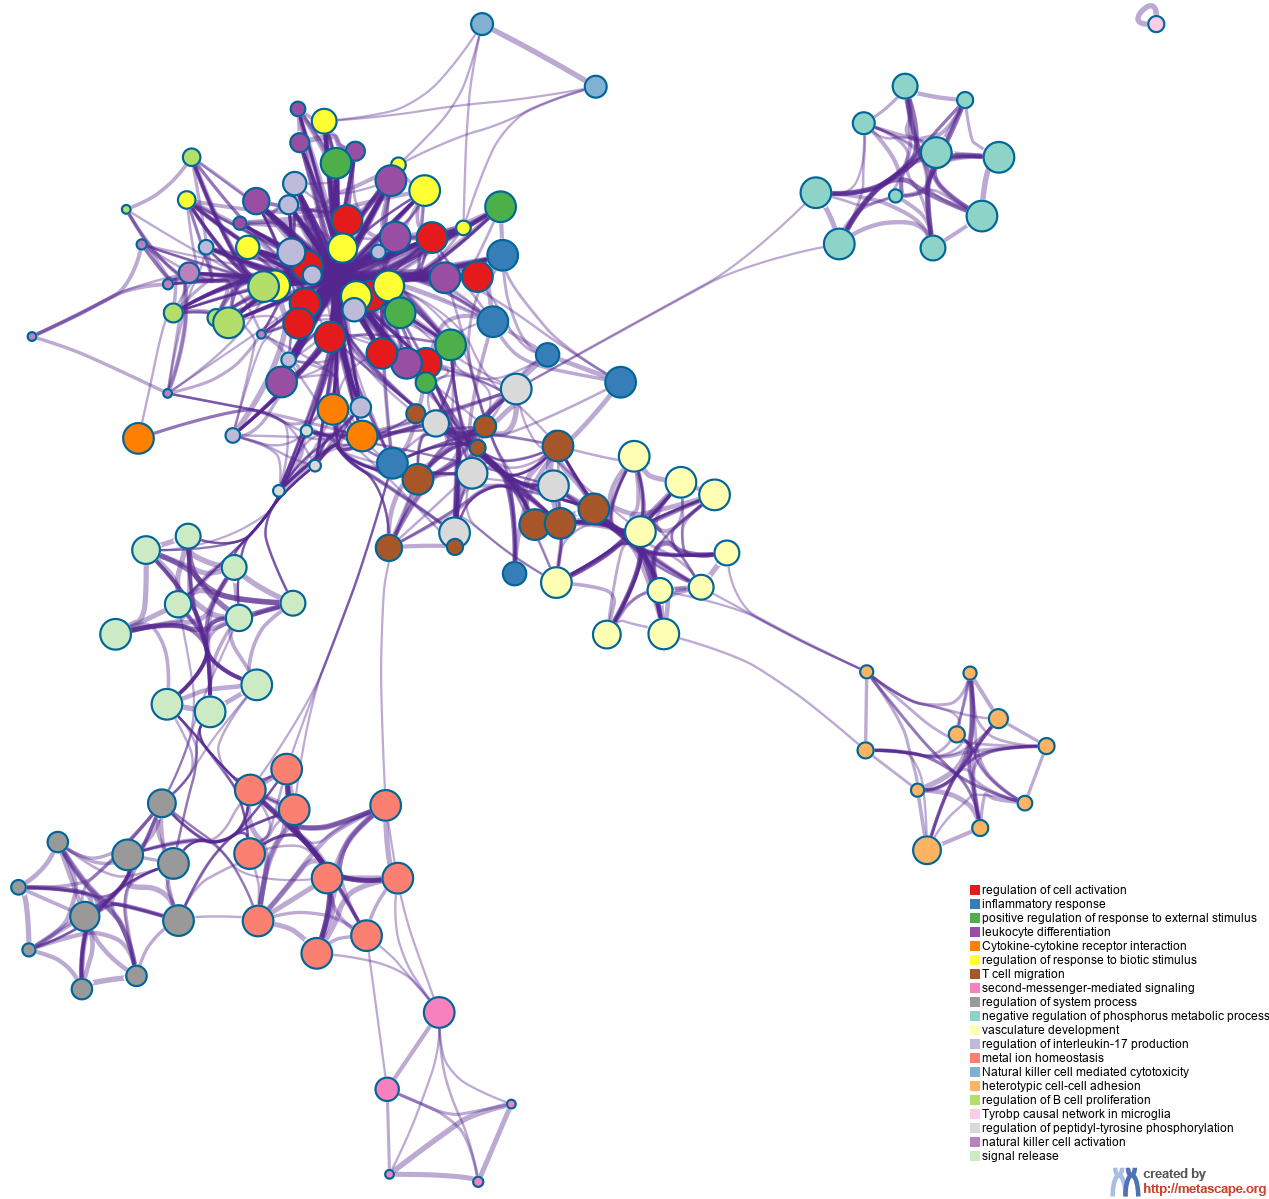 regulation of cell activation
inflammatory response
positive regulation of response to external stimulus
leukocyte differentiation
Cytokine-cytokine receptor interaction
regulation of response to biotic stimulus
T cell migration
second-messenger-mediated signaling
regulation of system process
negative regulation of phosphorus metabolic process
vasculature development
regulation of interleukin-17 production
metal ion homeostasis
Natural killer cell mediated cytotoxicity
heterotypic cell-cell adhesion
regulation of B cell proliferation
Tyrobp causal network in microglia
regulation of peptidyl-tyrosine phosphorylation
natural killer cell activation
signal release
created by
http://metascape.org